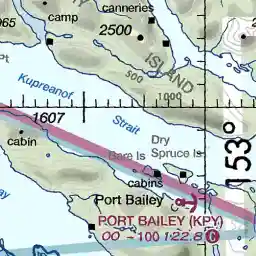 canneries
camp
2500
ISLAND
500
Pt
Kupreanof
1000
1607
Strait
cabin
Dry
Bare Is
Spruce Is
153°
cabins
Port Bailey
PORT BAILEY (KPY)
00 - 100 122.8 C